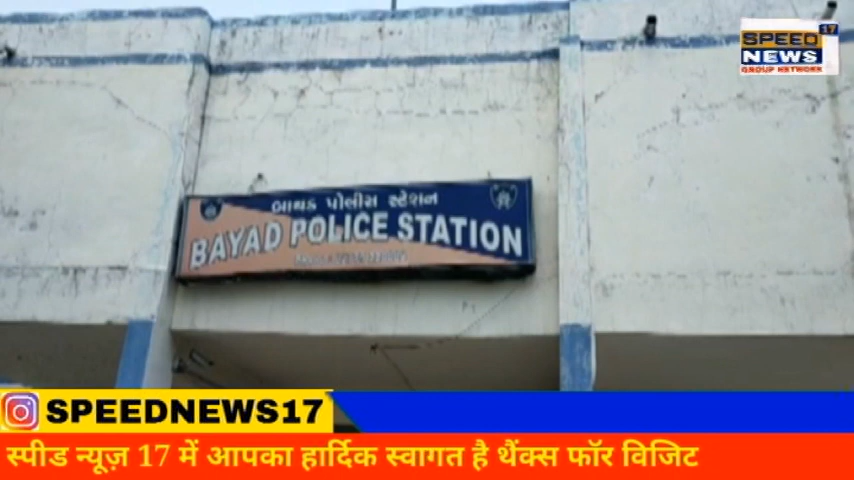 SPEED 17
NEWS
GROUP NETWORK
બાયડ પોલીસ સ્ટેશન
BAYAD POLICE STATION
SPEEDNEWS17
स्पीड न्यूज़ 17 में आपका हार्दिक स्वागत है थैंक्स फॉर विजिट